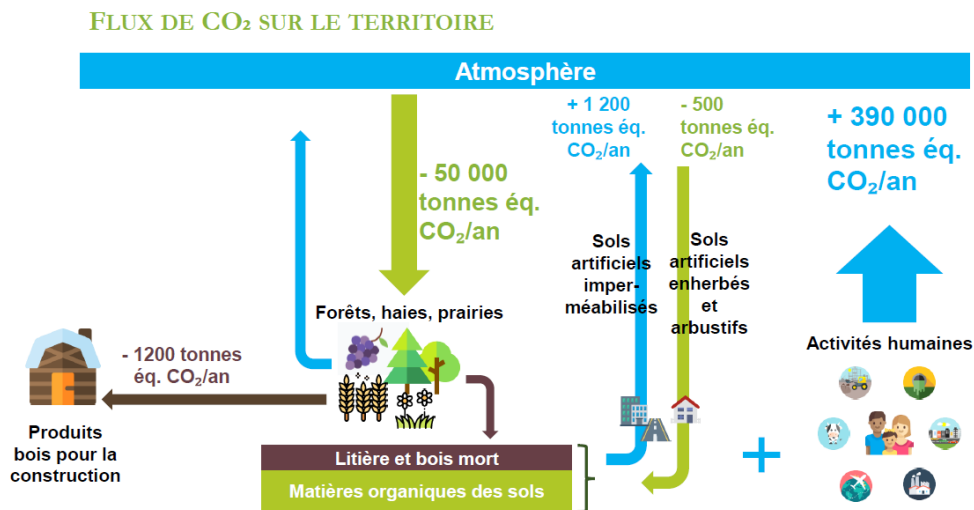 FLUX DE CO₂ SUR LE TERRITOIRE
Atmosphère
- 50 000
tonnes éq.
CO₂/an
+ 1 200
tonnes éq.
CO₂/an
- 500
tonnes éq.
CO₂/an
+ 390 000
tonnes éq.
CO₂/an
Sols
artificiels
imper-
méabilisés
Sols
artificiels
enherbés
et
arbustifs
Forêts, haies, prairies
Activités humaines
- 1200 tonnes
éq. CO₂/an
Produits
bois pour la
construction
Litière et bois mort
Matières organiques des sols